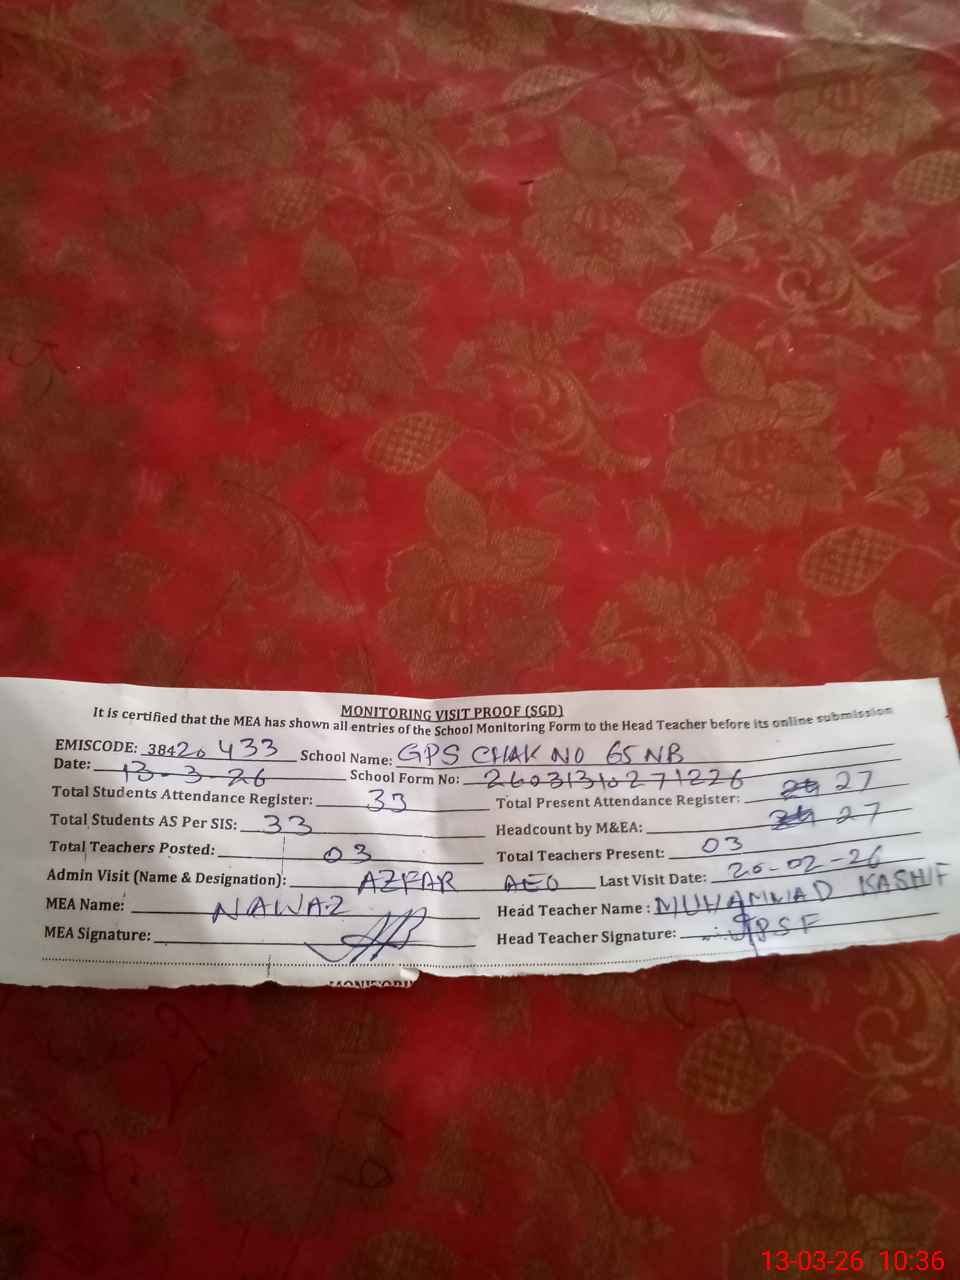 MONITORING VISIT PROOF (SGD)
It is certified that the MEA has shown all entries of the School Monitoring Form to the Head Teacher before its online submission
EMISCODE: 38420433 School Name: GPS CHAK NO 65 NB
Date: 13-3-26 School Form No: 26031310271226
Total Students Attendance Register: 33 Total Present Attendance Register: 27
Total Students AS Per SIS: 33 Headcount by M&EA: 27
Total Teachers Posted: 03 Total Teachers Present: 03
Admin Visit (Name & Designation): AZFAR AEO Last Visit Date: 20-02-26
MEA Name: NAWAZ Head Teacher Name: MUHAMMAD KASHIF
MEA Signature: Head Teacher Signature:
13-03-26 10:36